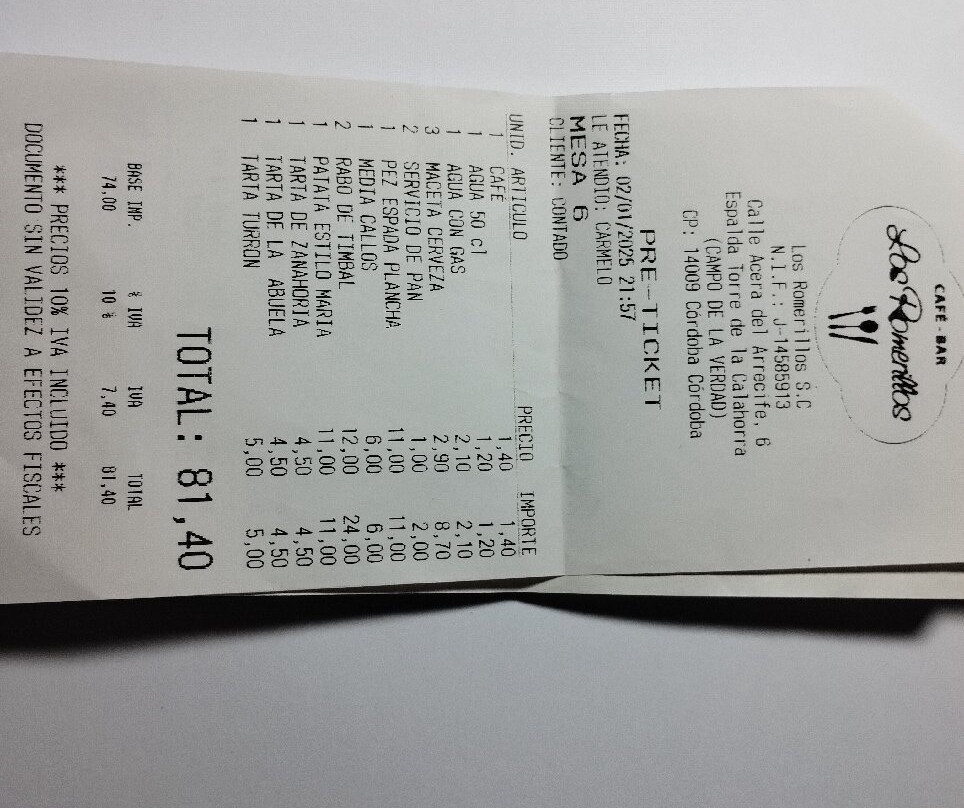 CAFÉ-BAR
Los Romerillos
Los Romerillos S.C
N.I.F.: J-14585913
Calle Acera del Arrecife, 6
Espalda Torre de la Calahorra
(CAMPO DE LA VERDAD)
CP: 14009 Córdoba Córdoba
PRE-TICKET
FECHA: 02/01/2025 21:57
LE ATENDIO: CARMELO
MESA 6
CLIENTE: CONTADO
UNID. ARTICULO PRECIO IMPORTE
1 CAFÉ 1,40 1,40
1 AGUA 50 cl 1,20 1,20
1 AGUA CON GAS 2,10 2,10
3 MACETA CERVEZA 2,90 8,70
2 SERVICIO DE PAN 1,00 2,00
1 PEZ ESPADA PLANCHA 11,00 11,00
1 MEDIA CALLOS 6,00 6,00
2 RABO DE TIMBAL 12,00 24,00
1 PATATA ESTILO MARIA 11,00 11,00
1 TARTA DE ZANAHORIA 4,50 4,50
1 TARTA DE LA ABUELA 4,50 4,50
1 TARTA TURRON 5,00 5,00
TOTAL: 81,40
BASE IMP. % IVA IVA TOTAL
74,00 10 % 7,40 81,40
*** PRECIOS 10% IVA INCLUIDO ***
DOCUMENTO SIN VALIDEZ A EFECTOS FISCALES